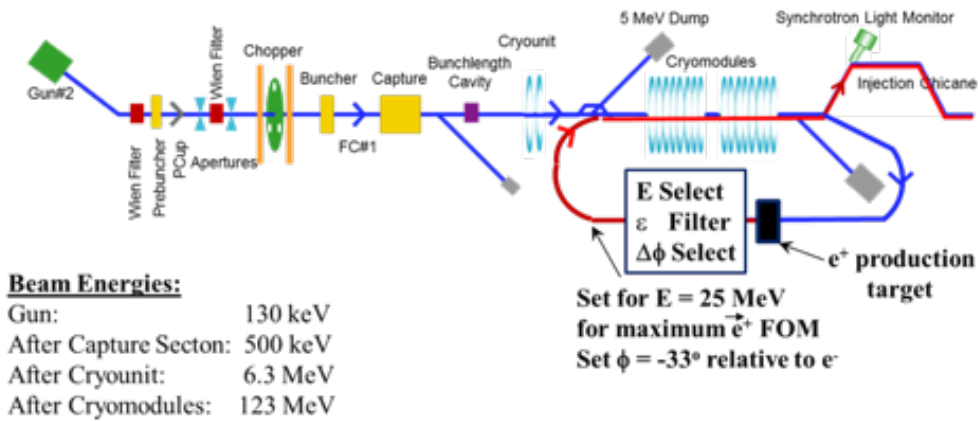 5 MeV Dump
Synchrotron Light Monitor
Cryounit
Wien Filter
Chopper
Bunchlength
Cavity
Cryomodules
Buncher
Capture
Injection Chicane
Gun#2
FC#1
Apertures
PCup
Prebuncher
Wien Filter
E Select
ε Filter
Δϕ Select
e+ production
target
Set for E = 25 MeV
for maximum e+ FOM
Set ϕ = -33o relative to e-
Beam Energies:
Gun: 130 keV
After Capture Secton: 500 keV
After Cryounit: 6.3 MeV
After Cryomodules: 123 MeV